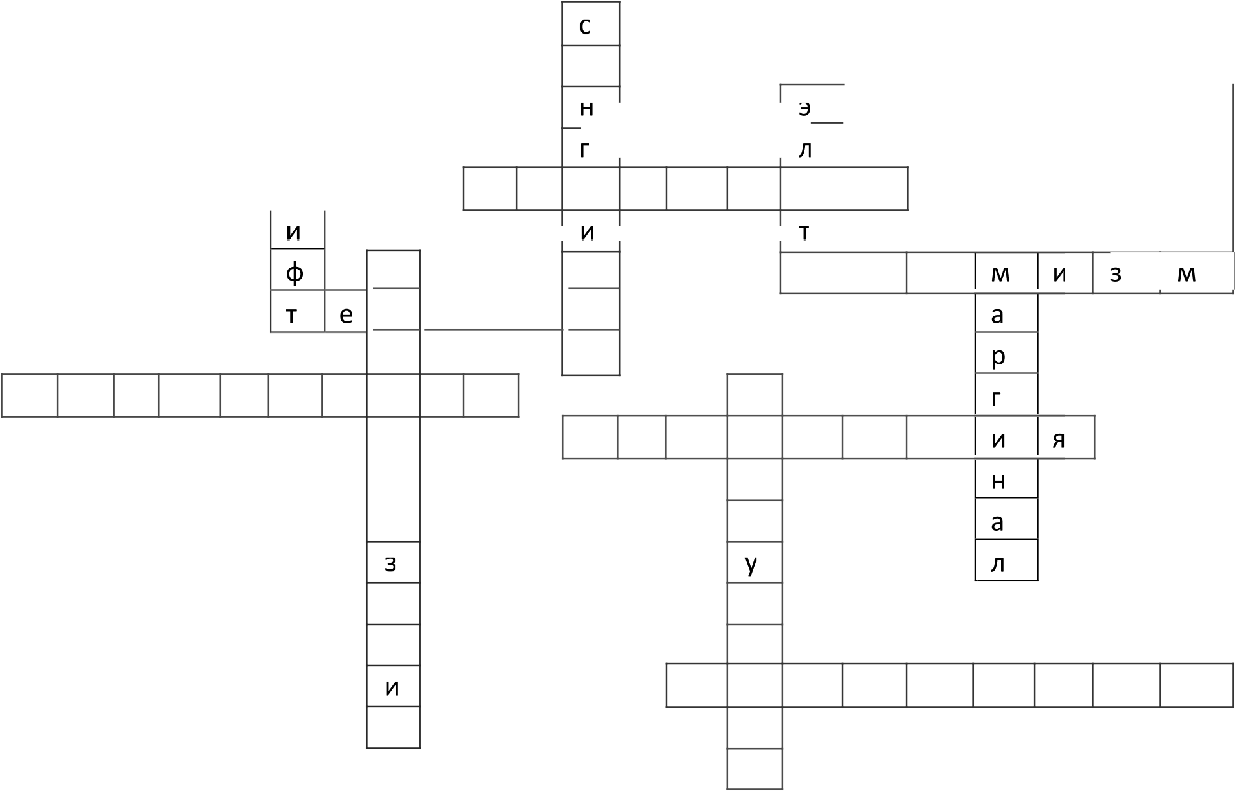 с
н э
г л
и и т
ф м и з м
т е а
р
г
и я
н
а
з у л
и